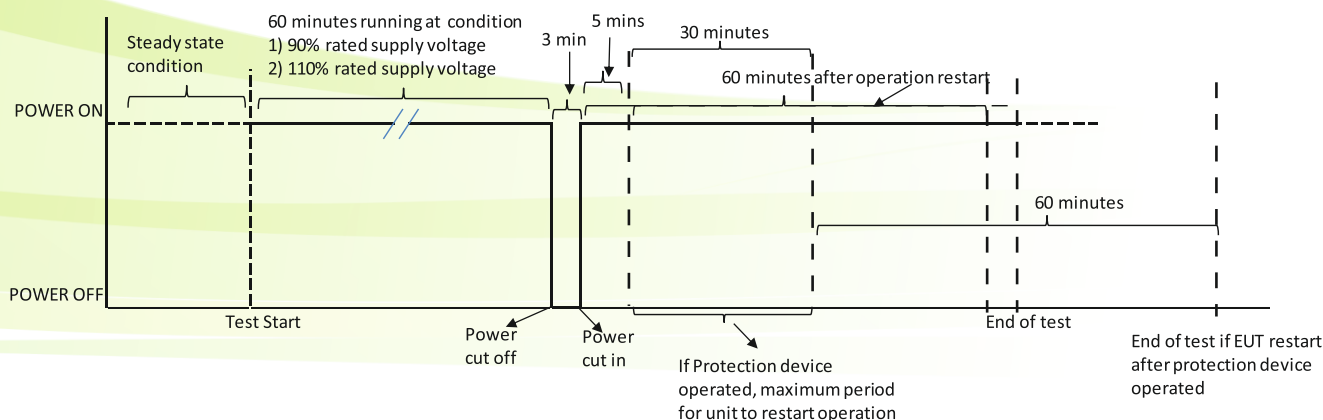 60 minutes running at condition
1) 90% rated supply voltage
2) 110% rated supply voltage
Steady state
condition
3 min
5 mins
30 minutes
60 minutes after operation restart
POWER ON
60 minutes
POWER OFF
Test Start
Power
cut off
Power
cut in
End of test
If Protection device
operated, maximum period
for unit to restart operation
End of test if EUT restart
after protection device
operated